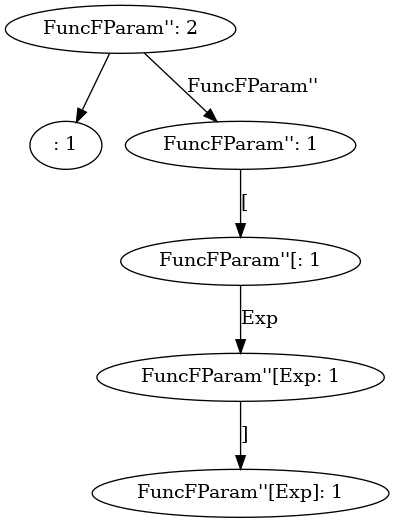 FuncFParam'': 2
FuncFParam''
: 1
FuncFParam'': 1
[
FuncFParam''[: 1
Exp
FuncFParam''[Exp: 1
]
FuncFParam''[Exp]: 1